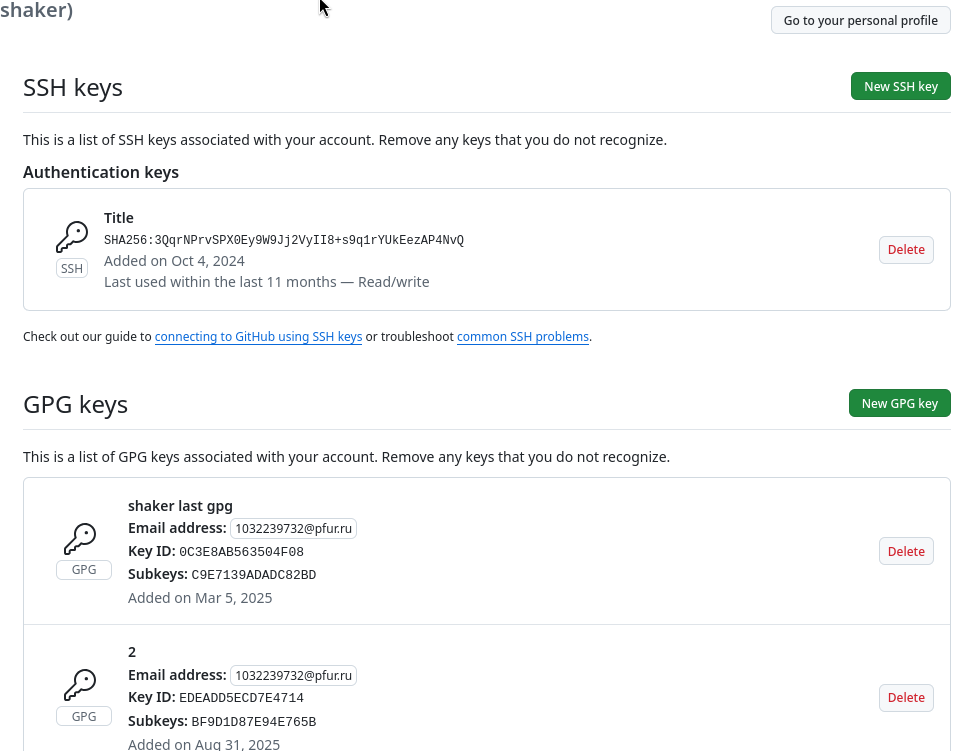 shaker)
Go to your personal profile
SSH keys
New SSH key
This is a list of SSH keys associated with your account. Remove any keys that you do not recognize.
Authentication keys
Title
SHA256:3QqrNPrvSPX0Ey9W9Jj2VyII8+s9q1rYUkEezAP4NvQ
Added on Oct 4, 2024
Last used within the last 11 months — Read/write
SSH
Delete
Check out our guide to connecting to GitHub using SSH keys or troubleshoot common SSH problems.
GPG keys
New GPG key
This is a list of GPG keys associated with your account. Remove any keys that you do not recognize.
shaker last gpg
Email address: 1032239732@pfur.ru
Key ID: 0C3E8AB563504F08
Subkeys: C9E7139ADADC82BD
Added on Mar 5, 2025
GPG
Delete
2
Email address: 1032239732@pfur.ru
Key ID: EDEADD5ECD7E4714
Subkeys: BF9D1D87E94E765B
Added on Aug 31, 2025
GPG
Delete